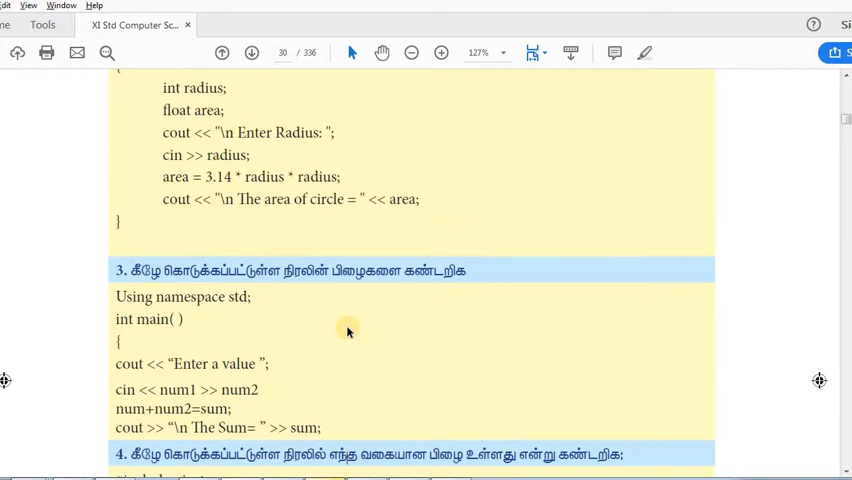 Edit View Window Help
Tools XI Std Computer Sc... ×
30 / 336 127%
int radius;
float area;
cout << "\n Enter Radius: ";
cin >> radius;
area = 3.14 * radius * radius;
cout << "\n The area of circle = " << area;
}
3. கீழே கொடுக்கப்பட்டுள்ள நிரலின் பிழைகளை கண்டறிக
Using namespace std;
int main( )
{
cout << “Enter a value ”;
cin << num1 >> num2
num+num2=sum;
cout >> “\n The Sum= ” >> sum;
4. கீழே கொடுக்கப்பட்டுள்ள நிரலில் எந்த வகையான பிழை உள்ளது என்று கண்டறிக: